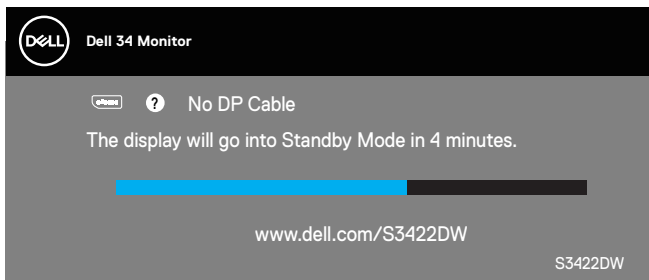 DELL
Dell 34 Monitor
? No DP Cable
The display will go into Standby Mode in 4 minutes.
www.dell.com/S3422DW
S3422DW